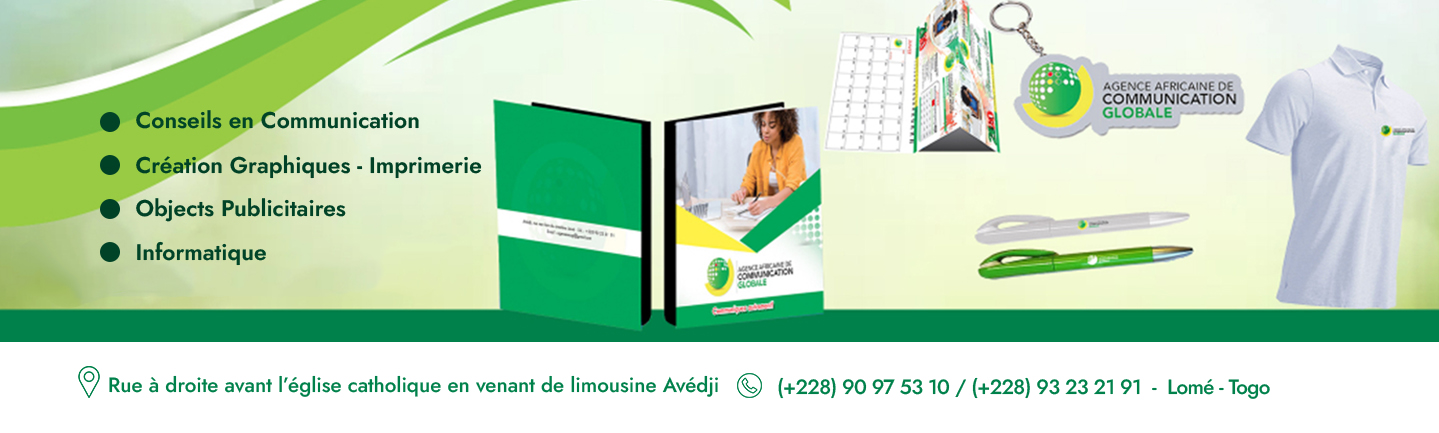 Conseils en Communication
Création Graphiques - Imprimerie
Objects Publicitaires
Informatique
AGENCE AFRICAINE DE
COMMUNICATION
GLOBALE
AGENCE AFRICAINE DE
COMMUNICATION
GLOBALE
Rue à droite avant l'église catholique en venant de limousine Avédji
(+228) 90 97 53 10 / (+228) 93 23 21 91 - Lomé - Togo